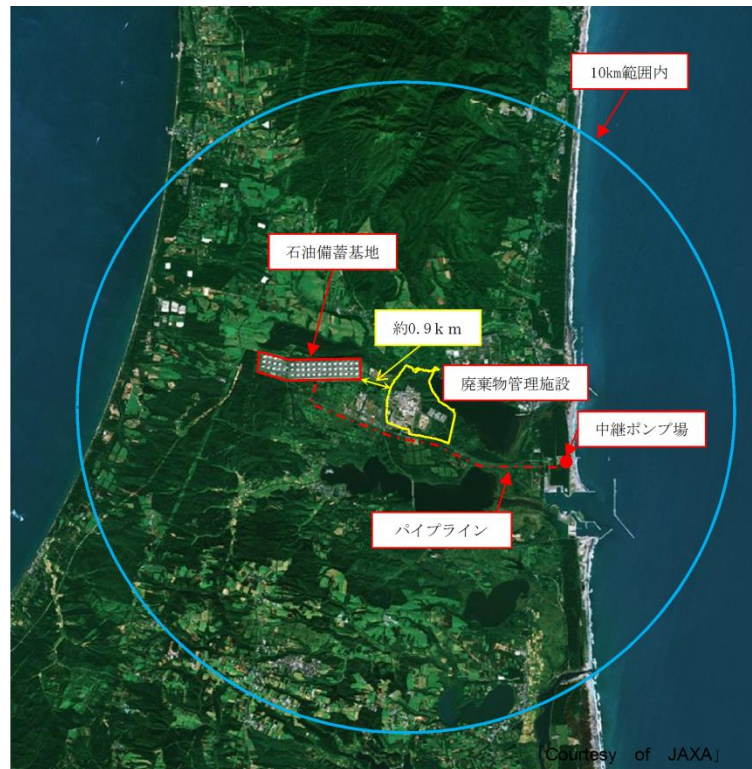 10㎞範囲内
石油備蓄基地
約0.9ｋｍ
廃棄物管理施設
中継ポンプ場
パイプライン
「Courtesy of JAXA」